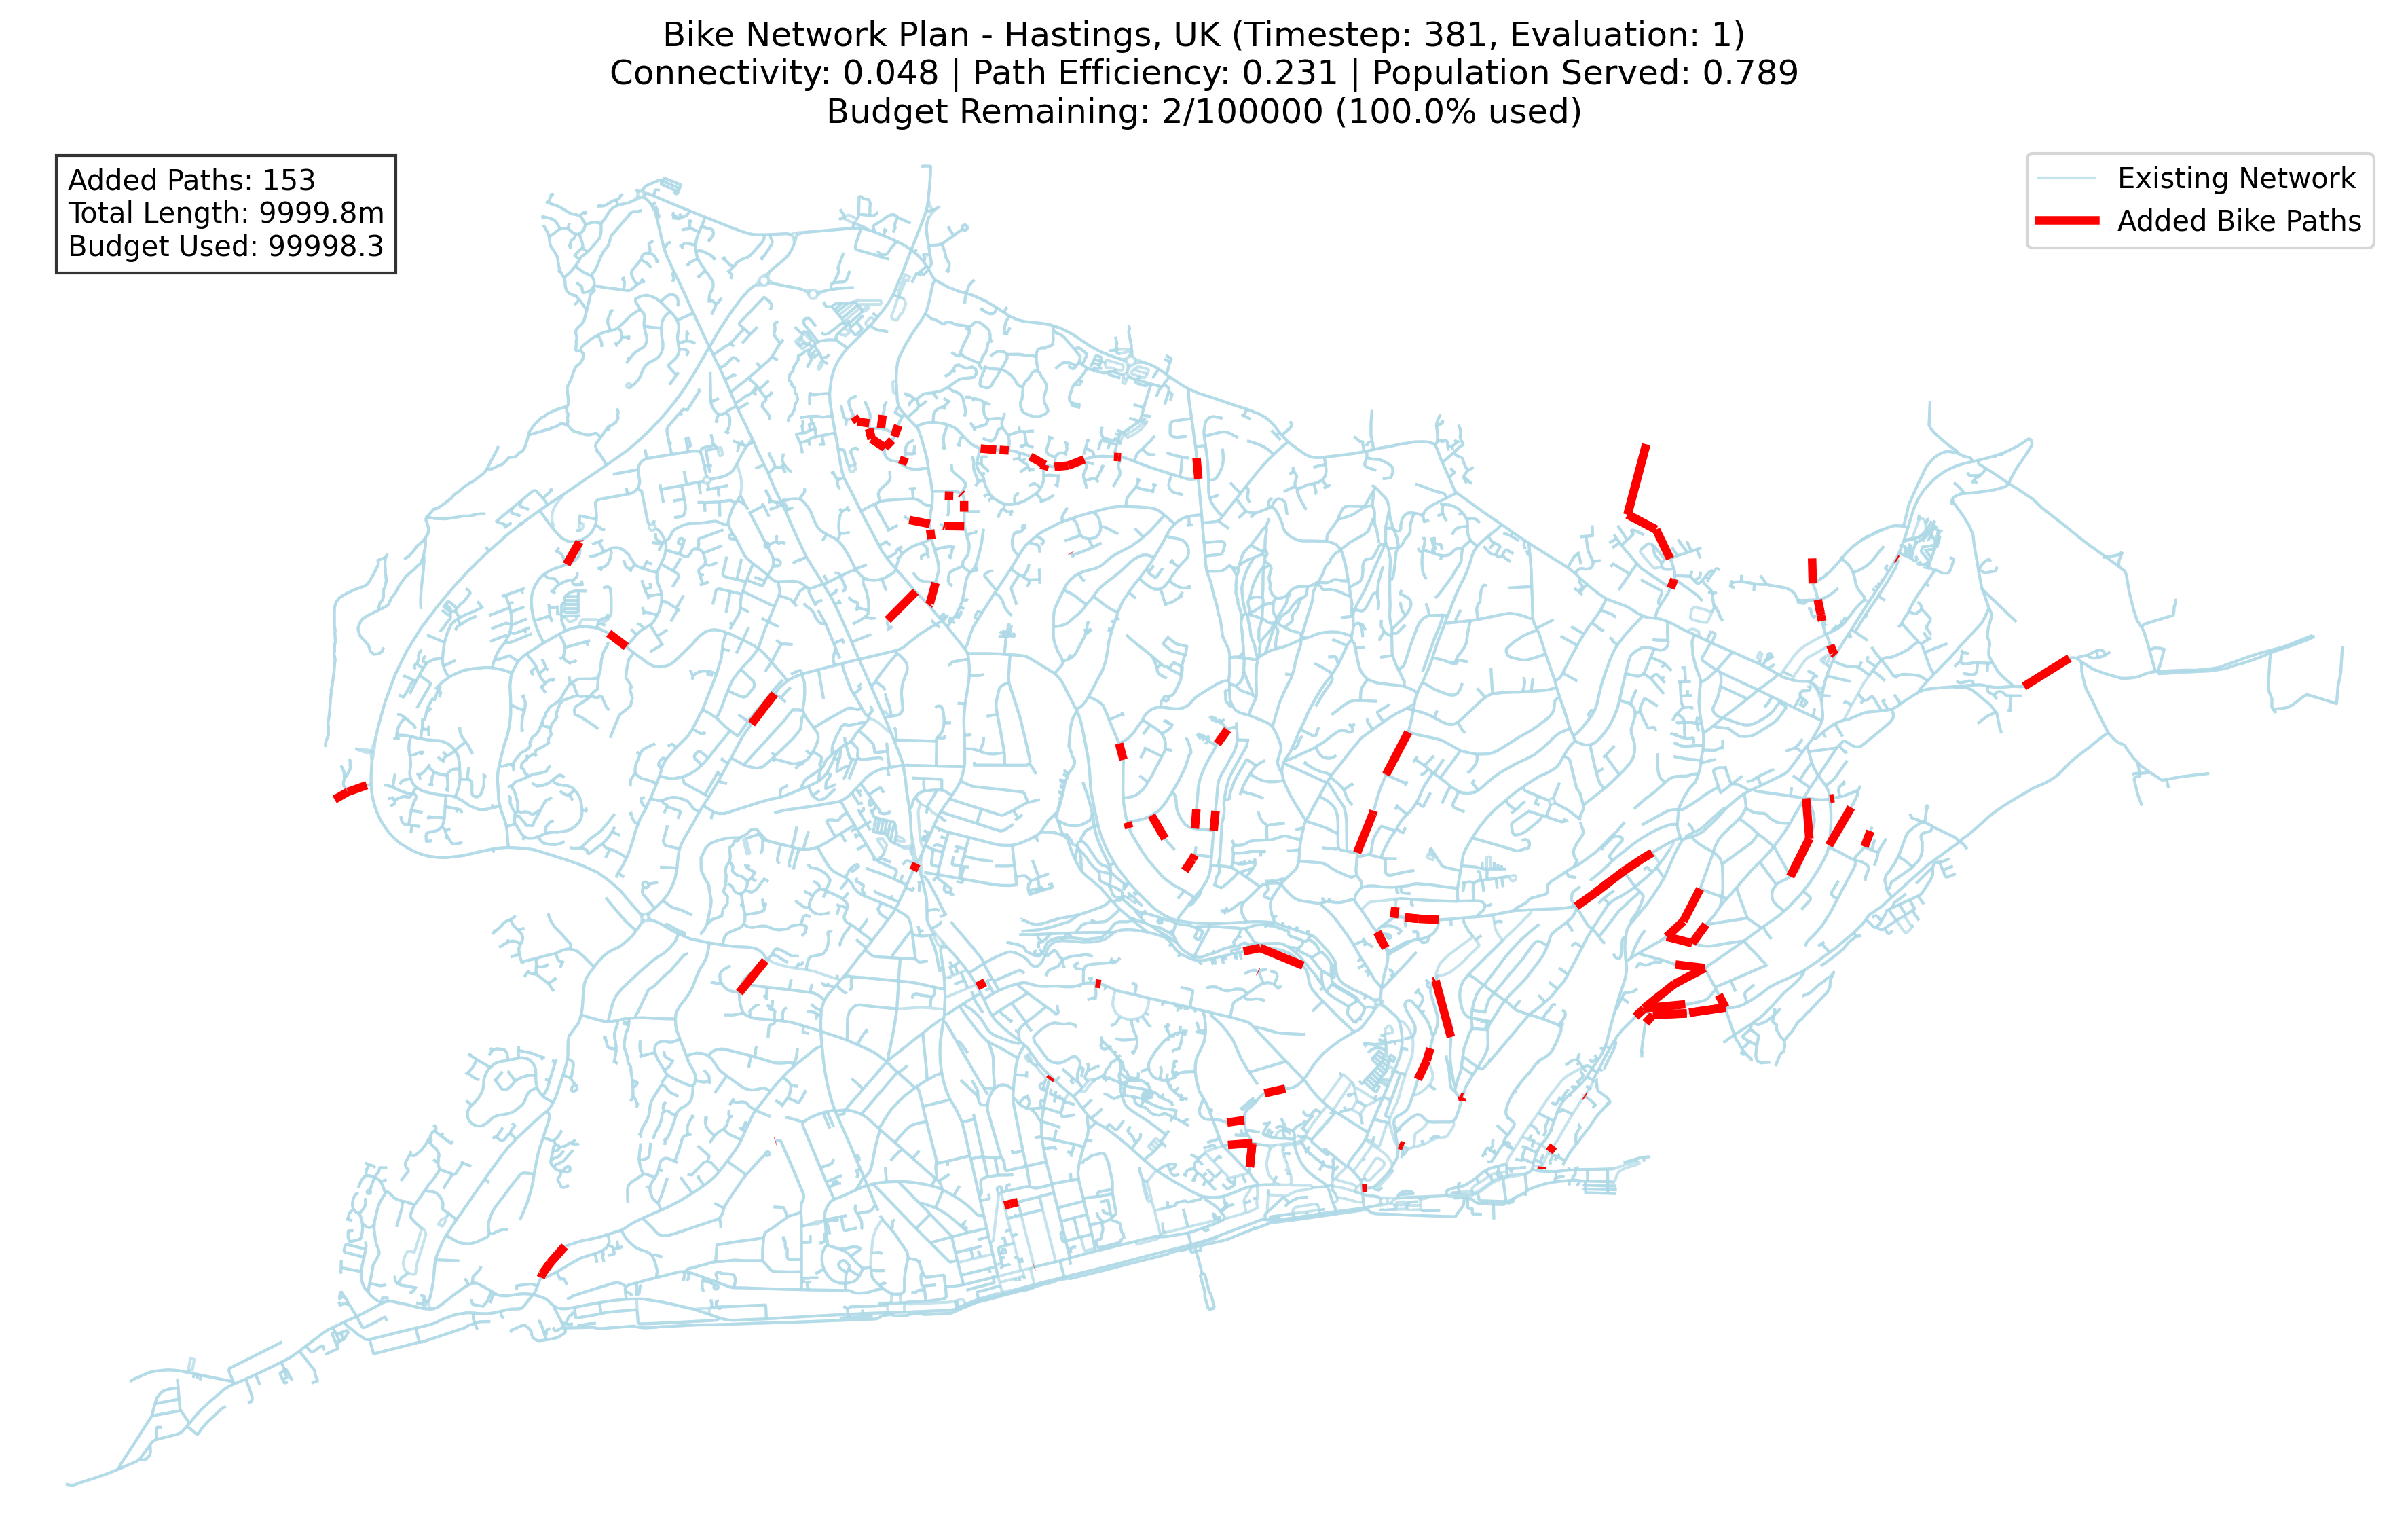 Bike Network Plan - Hastings, UK (Timestep: 381, Evaluation: 1)
Connectivity: 0.048 | Path Efficiency: 0.231 | Population Served: 0.789
Budget Remaining: 2/100000 (100.0% used)
Added Paths: 153
Total Length: 9999.8m
Budget Used: 99998.3
Existing Network
Added Bike Paths